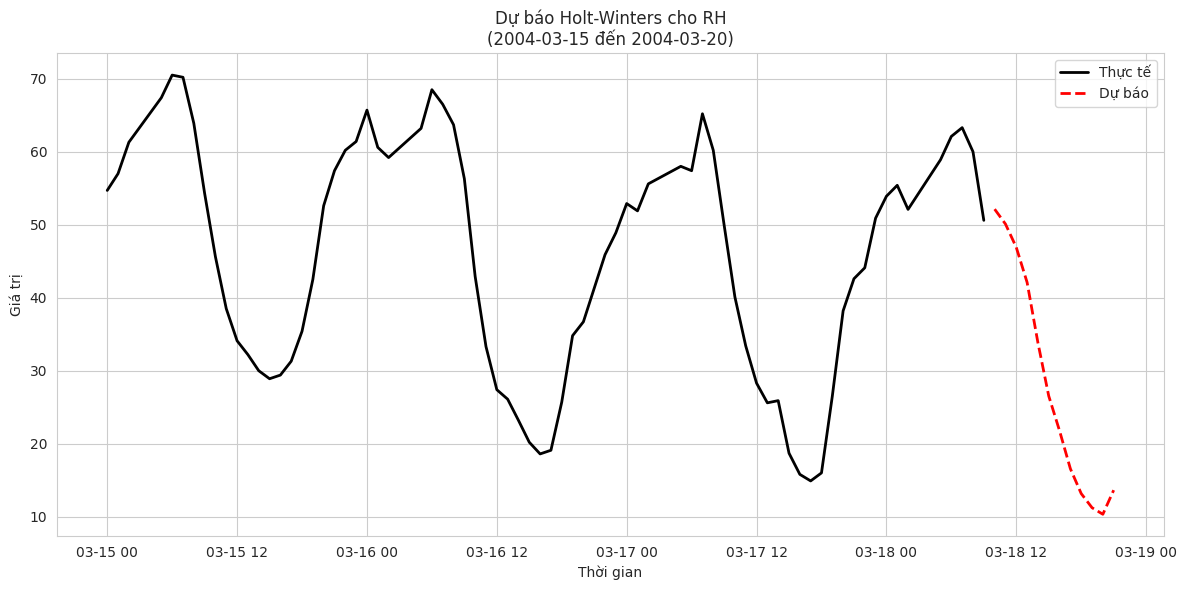 Dự báo Holt-Winters cho RH
(2004-03-15 đến 2004-03-20)
Thực tế
Dự báo
Giá trị
70
60
50
40
30
20
10
03-15 00
03-15 12
03-16 00
03-16 12
03-17 00
03-17 12
03-18 00
03-18 12
03-19 00
Thời gian